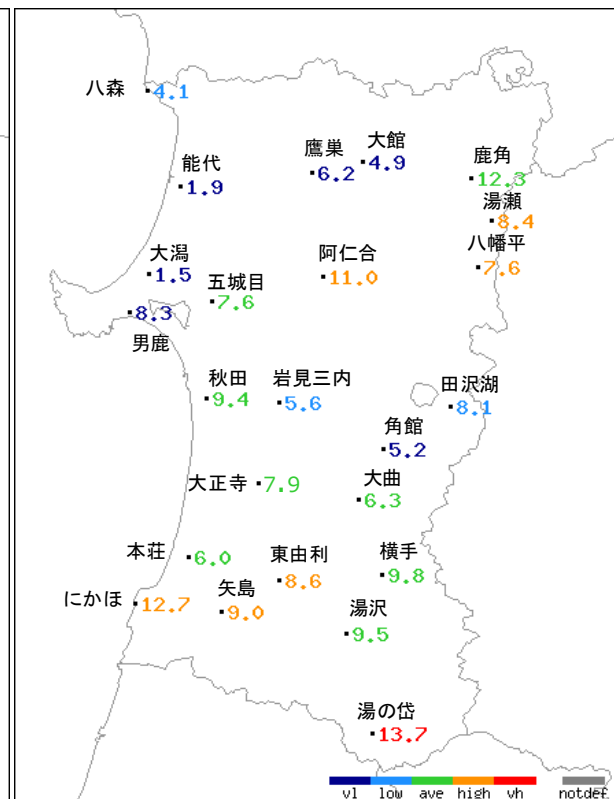 八森
4.1
能代
1.9
鷹巣
6.2
大館
4.9
鹿角
12.3
湯瀬
8.4
八幡平
7.6
大潟
1.5
五城目
7.6
阿仁合
11.0
8.3
男鹿
秋田
9.4
岩見三内
5.6
田沢湖
8.1
角館
5.2
大正寺
7.9
大曲
6.3
本荘
6.0
東由利
8.6
横手
9.8
にかほ
12.7
矢島
9.0
湯沢
9.5
湯の岱
13.7
vl low ave high vh notdef